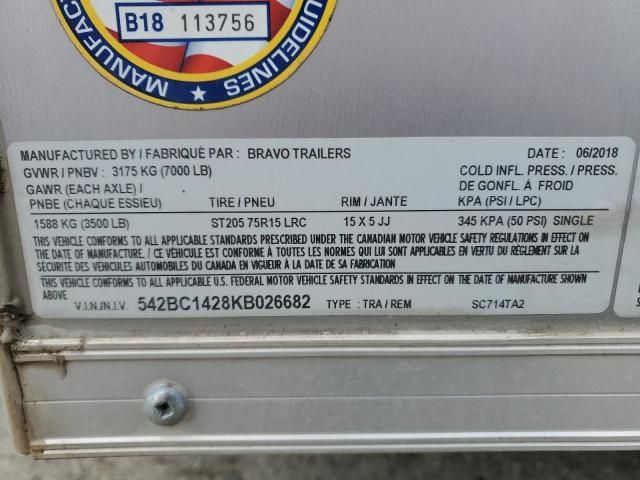 B18 113756
MANUFAC
GUIDELINES
MANUFACTURED BY / FABRIQUÉ PAR : BRAVO TRAILERS DATE : 06/2018
GVWR / PNBV : 3175 KG (7000 LB) COLD INFL. PRESS. / PRESS.
GAWR (EACH AXLE) / DE GONFL. À FROID
PNBE (CHAQUE ESSIEU) TIRE / PNEU RIM / JANTE KPA (PSI / LPC)
1588 KG (3500 LB) ST205 75R15 LRC 15 X 5 JJ 345 KPA (50 PSI) SINGLE
THIS VEHICLE CONFORMS TO ALL APPLICABLE STANDARDS PRESCRIBED UNDER THE CANADIAN MOTOR VEHICLE SAFETY REGULATIONS IN EFFECT ON
THE DATE OF MANUFACTURE. / CE VÉHICULE EST CONFORME À TOUTES LES NORMES QUI LUI SONT APPLICABLES EN VERTU DU RÉGLEMENT SUR LA
SÉCURITÉ DES VÉHICULES AUTOMOBILES DU CANADA EN VIGUEUR À LA DATE DE SA FABRICATION
THIS VEHICLE CONFORMS TO ALL APPLICABLE U.S. FEDERAL MOTOR VEHICLE SAFETY STANDARDS IN EFFECT ON THE DATE OF MANUFACTURE SHOWN
ABOVE
V.I.N./N.I.V. 542BC1428KB026682 TYPE : TRA / REM SC714TA2